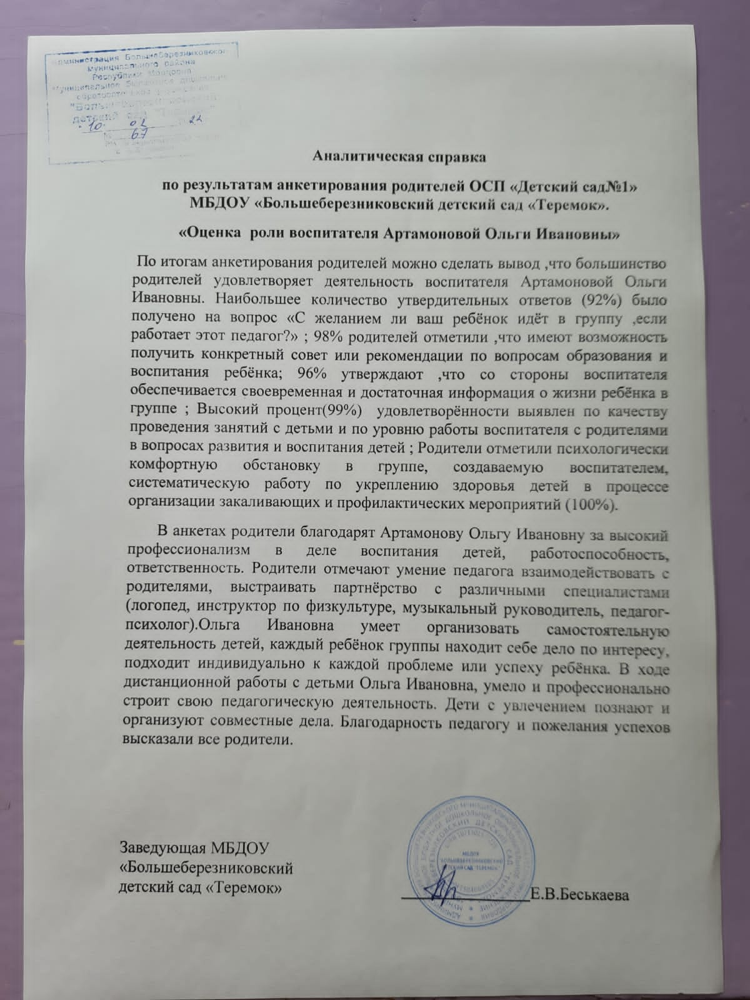 Администрация Большеберезниковского
Муниципального района
Республики Мордовия
Муниципальное бюджетное дошкольное
образовательное учреждение
"Большеберезниковский
детский сад "Теремок"
10 02 22
№ 67
Аналитическая справка
по результатам анкетирования родителей ОСП «Детский сад№1»
МБДОУ «Большеберезниковский детский сад «Теремок».
«Оценка роли воспитателя Артамоновой Ольги Ивановны»
По итогам анкетирования родителей можно сделать вывод ,что большинство
родителей удовлетворяет деятельность воспитателя Артамоновой Ольги
Ивановны. Наибольшее количество утвердительных ответов (92%) было
получено на вопрос «С желанием ли ваш ребёнок идёт в группу ,если
работает этот педагог?» ; 98% родителей отметили ,что имеют возможность
получить конкретный совет или рекомендации по вопросам образования и
воспитания ребёнка; 96% утверждают ,что со стороны воспитателя
обеспечивается своевременная и достаточная информация о жизни ребёнка в
группе ; Высокий процент(99%) удовлетворённости выявлен по качеству
проведения занятий с детьми и по уровню работы воспитателя с родителями
в вопросах развития и воспитания детей ; Родители отметили психологически
комфортную обстановку в группе, создаваемую воспитателем,
систематическую работу по укреплению здоровья детей в процессе
организации закаливающих и профилактических мероприятий (100%).
В анкетах родители благодарят Артамонову Ольгу Ивановну за высокий
профессионализм в деле воспитания детей, работоспособность,
ответственность. Родители отмечают умение педагога взаимодействовать с
родителями, выстраивать партнёрство с различными специалистами
(логопед, инструктор по физкультуре, музыкальный руководитель, педагог-
психолог).Ольга Ивановна умеет организовать самостоятельную
деятельность детей, каждый ребёнок группы находит себе дело по интересу,
подходит индивидуально к каждой проблеме или успеху ребёнка. В ходе
дистанционной работы с детьми Ольга Ивановна, умело и профессионально
строит свою педагогическую деятельность. Дети с увлечением познают и
организуют совместные дела. Благодарность педагогу и пожелания успехов
высказали все родители.
Заведующая МБДОУ
«Большеберезниковский
детский сад «Теремок»
Е.В.Беськаева
МБДОУ
БОЛЬШЕБЕРЕЗНИКОВСКИЙ
ДЕТСКИЙ САД "ТЕРЕМОК"